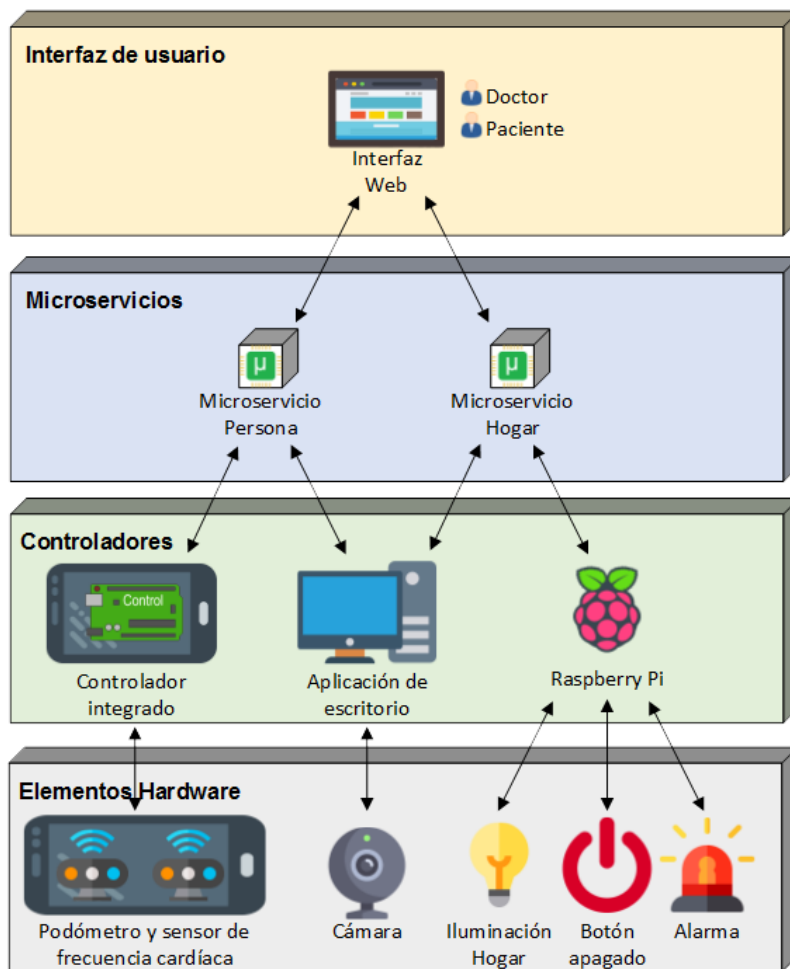 Interfaz de usuario
Doctor
Paciente
Interfaz
Web
Microservicios
µ
µ
Microservicio
Persona
Microservicio
Hogar
Controladores
Control
Controlador
integrado
Aplicación de
escritorio
Raspberry Pi
Elementos Hardware
Podómetro y sensor de
frecuencia cardíaca
Cámara
Iluminación
Hogar
Botón
apagado
Alarma